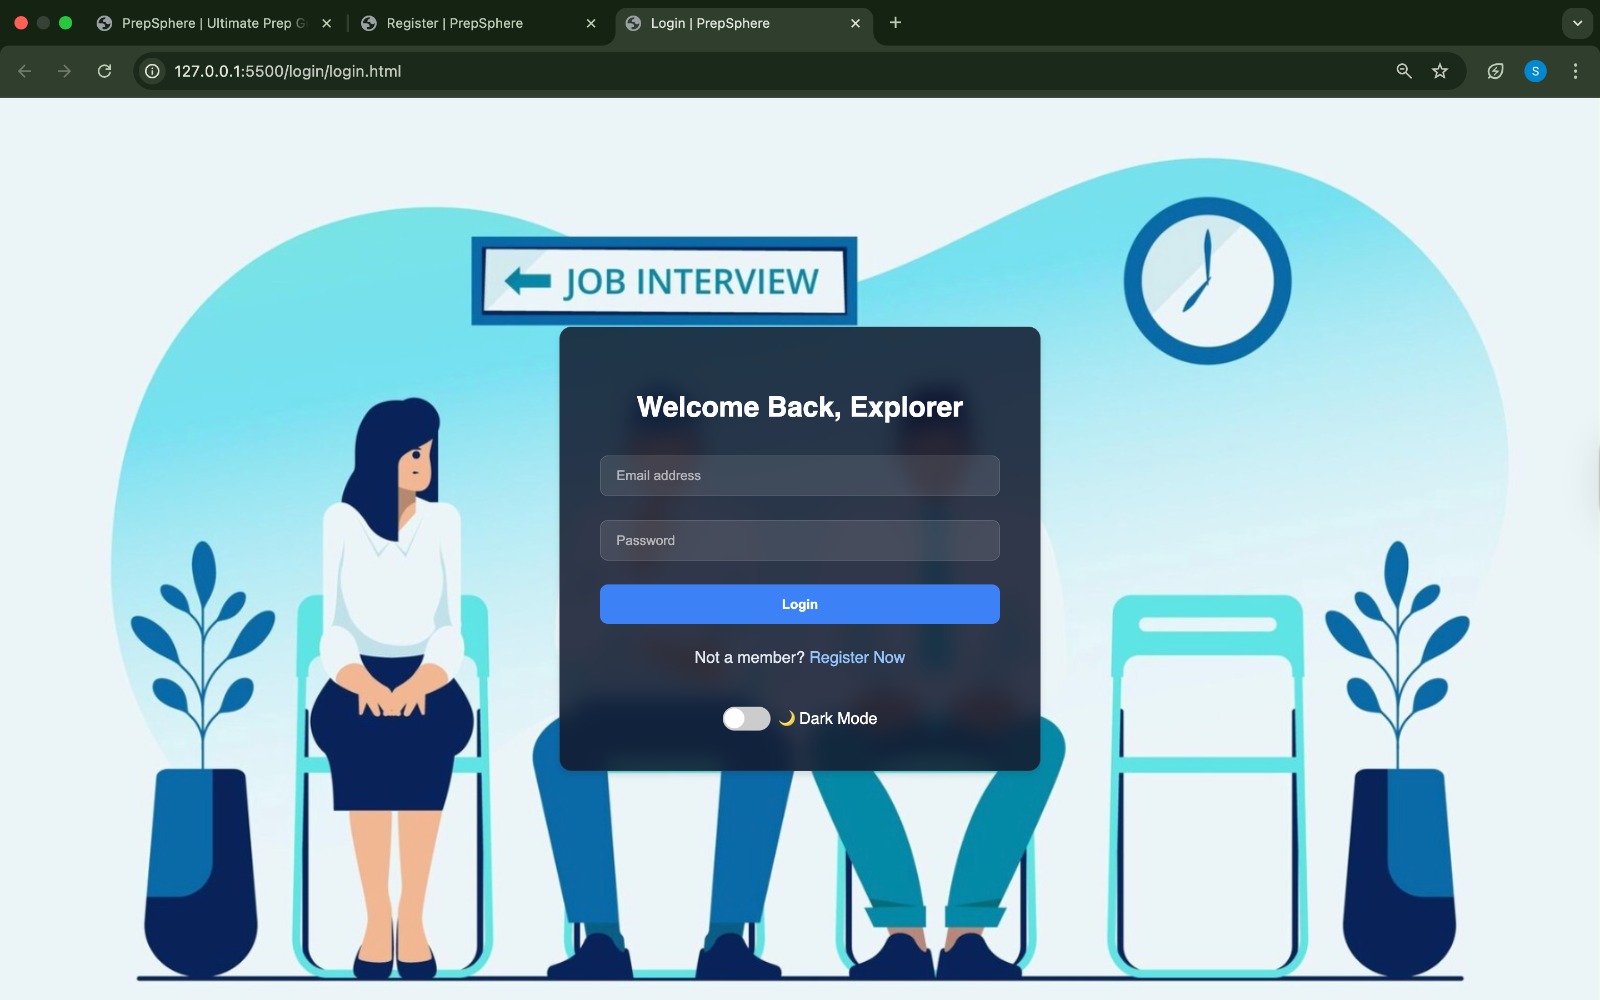 PrepSphere | Ultimate Prep G
Register | PrepSphere
Login | PrepSphere
127.0.0.1:5500/login/login.html
S
JOB INTERVIEW
Welcome Back, Explorer
Email address
Password
Login
Not a member? Register Now
🌙 Dark Mode